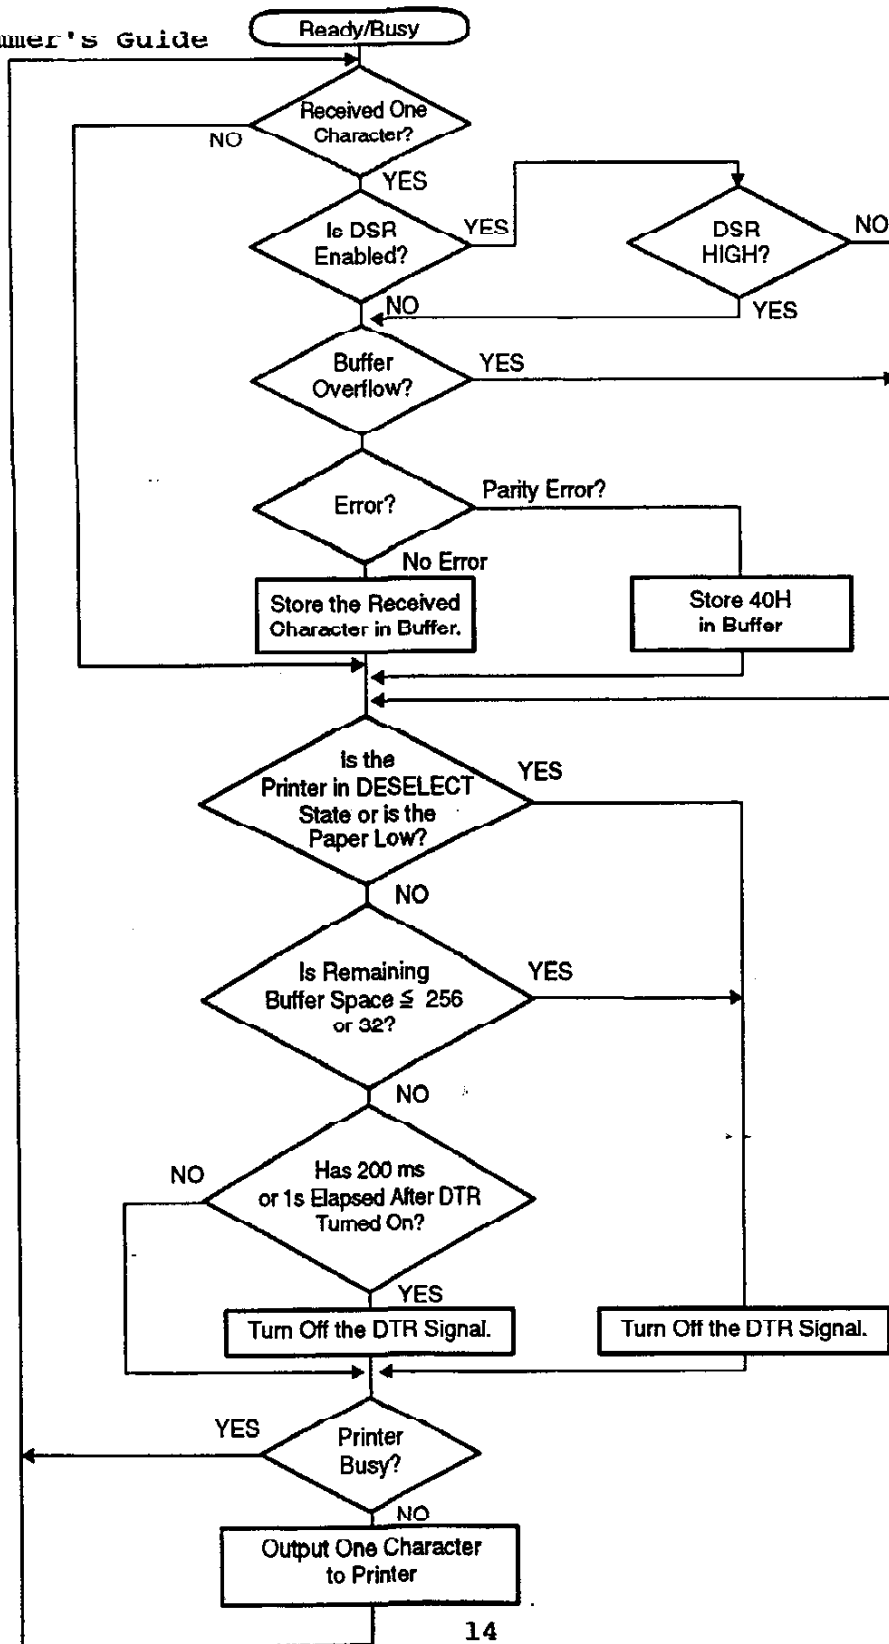 mmer's Guide
Ready/Busy
Received One
Character?
NO
YES
Is DSR
Enabled?
YES
DSR
HIGH?
NO
NO
YES
Buffer
Overflow?
YES
Error?
Parity Error?
No Error
Store the Received
Character in Buffer.
Store 40H
in Buffer
Is the
Printer in DESELECT
State or is the
Paper Low?
YES
NO
Is Remaining
Buffer Space ≦ 256
or 32?
YES
NO
NO
Has 200 ms
or 1s Elapsed After DTR
Turned On?
YES
Turn Off the DTR Signal.
Turn Off the DTR Signal.
YES
Printer
Busy?
NO
Output One Character
to Printer
14